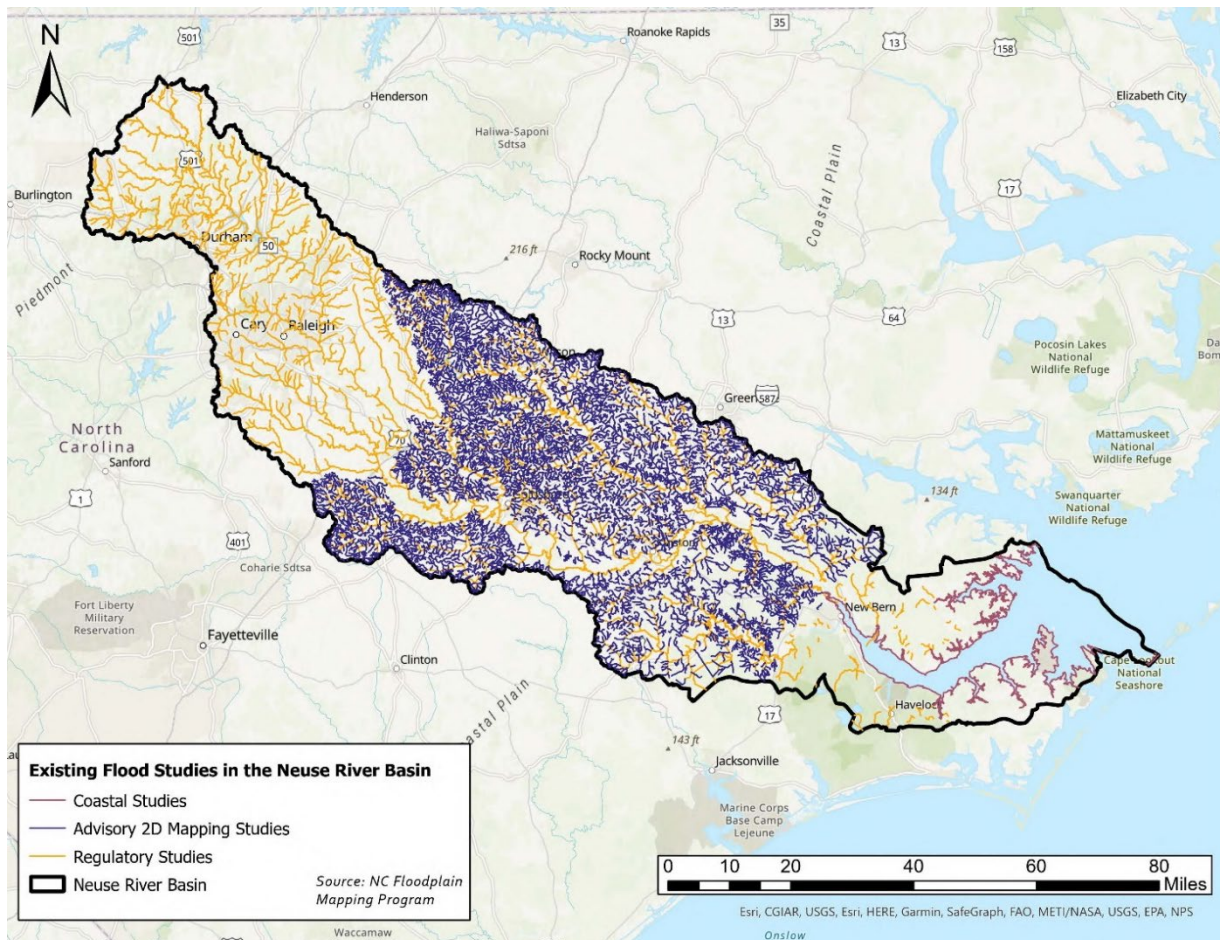 N
501
35
Roanoke Rapids
13
158
Henderson
Elizabeth City
Haliwa-Saponi
Sdtsa
501
17
Burlington
Coastal Plain
Durham
50
216 ft
Rocky Mount
Piedmont
64
Cary
Raleigh
13
Pocosin Lakes
National
Wildlife Refuge
Green
587
North
Carolina
70
Mattamuskeet
National
Wildlife Refuge
Sanford
1
134 ft
Swanquarter
National
Wildlife Refuge
401
Coharie Sdtsa
New Bern
Fort Liberty
Military
Reservation
Fayetteville
Cape Lookout
National
Seashore
Clinton
Havelock
17
astal Plain
143 ft
Jacksonville
Marine Corps
Base Camp
Lejeune
Existing Flood Studies in the Neuse River Basin
Coastal Studies
Advisory 2D Mapping Studies
Regulatory Studies
Neuse River Basin
Source: NC Floodplain
Mapping Program
0 10 20 40 60 80
Miles
Esri, CGIAR, USGS, Esri, HERE, Garmin, SafeGraph, FAO, METI/NASA, USGS, EPA, NPS
Waccamaw
Onslow